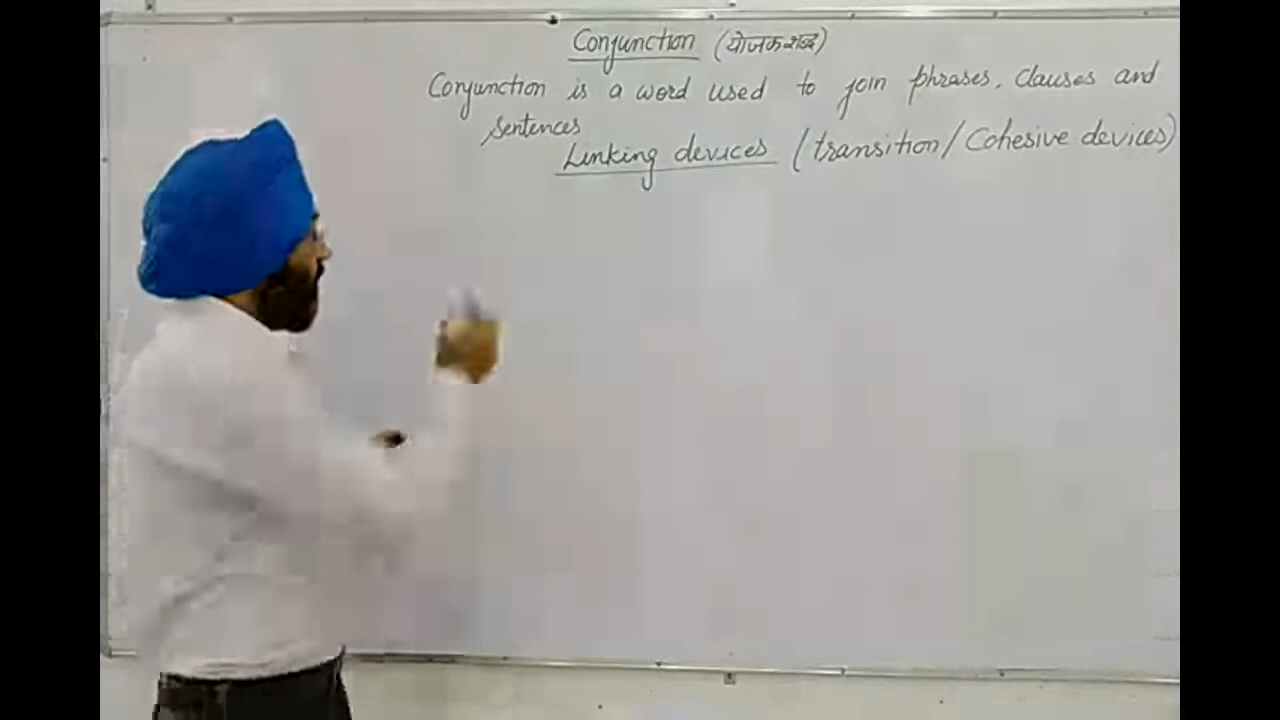 Conjunction (योजक शब्द)
Conjunction is a word used to join phrases, clauses and
sentences
Linking devices (transition/Cohesive devices)